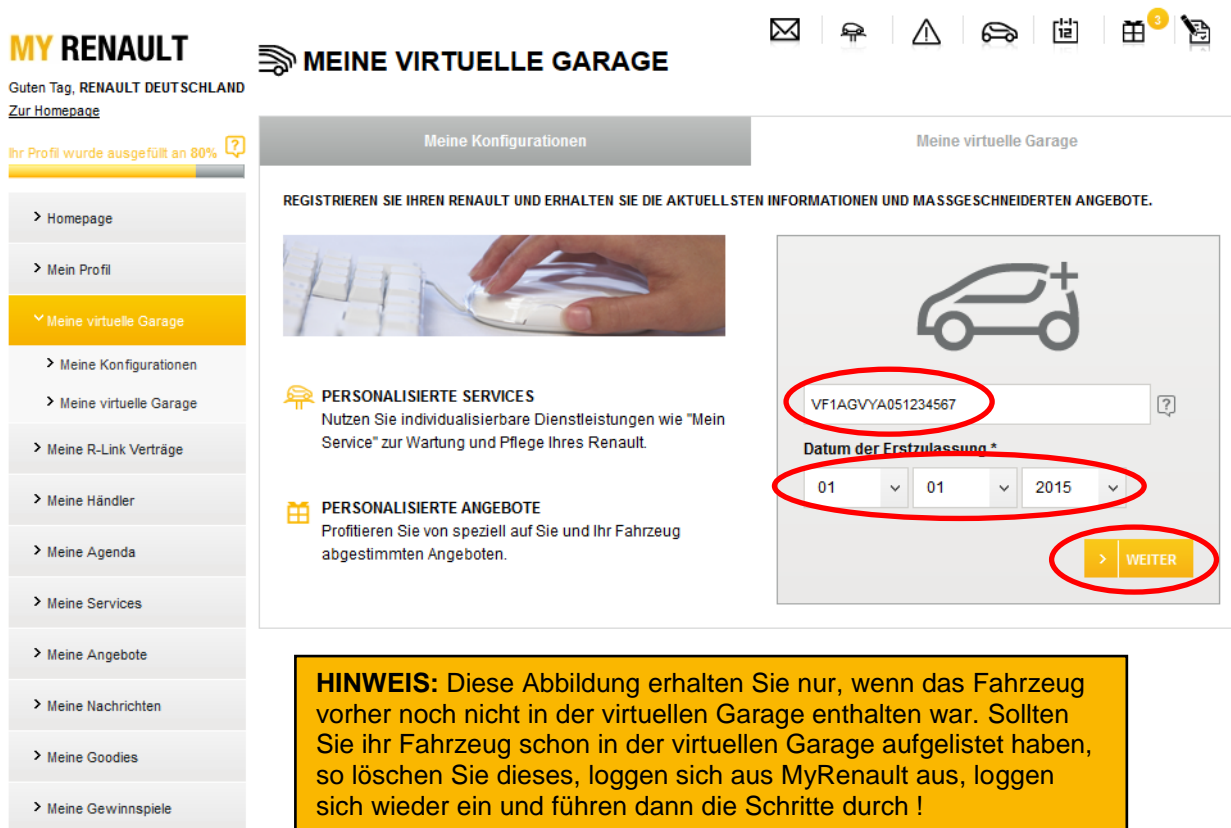 MY RENAULT
Guten Tag, RENAULT DEUTSCHLAND
Zur Homepage
Ihr Profil wurde ausgefüllt an 80% ?
> Homepage
> Mein Profil
Meine virtuelle Garage
> Meine Konfigurationen
> Meine virtuelle Garage
> Meine R-Link Verträge
> Meine Händler
> Meine Agenda
> Meine Services
> Meine Angebote
> Meine Nachrichten
> Meine Goodies
> Meine Gewinnspiele
12
3
MEINE VIRTUELLE GARAGE
Meine Konfigurationen
Meine virtuelle Garage
REGISTRIEREN SIE IHREN RENAULT UND ERHALTEN SIE DIE AKTUELLSTEN INFORMATIONEN UND MASSGESCHNEIDERTEN ANGEBOTE.
PERSONALISIERTE SERVICES
Nutzen Sie individualisierbare Dienstleistungen wie "Mein
Service" zur Wartung und Pflege Ihres Renault.
PERSONALISIERTE ANGEBOTE
Profitieren Sie von speziell auf Sie und Ihr Fahrzeug
abgestimmten Angeboten.
VF1AGVYA051234567 ?
Datum der Erstzulassung *
01 01 2015
> WEITER
HINWEIS: Diese Abbildung erhalten Sie nur, wenn das Fahrzeug
vorher noch nicht in der virtuellen Garage enthalten war. Sollten
Sie ihr Fahrzeug schon in der virtuellen Garage aufgelistet haben,
so löschen Sie dieses, loggen sich aus MyRenault aus, loggen
sich wieder ein und führen dann die Schritte durch !